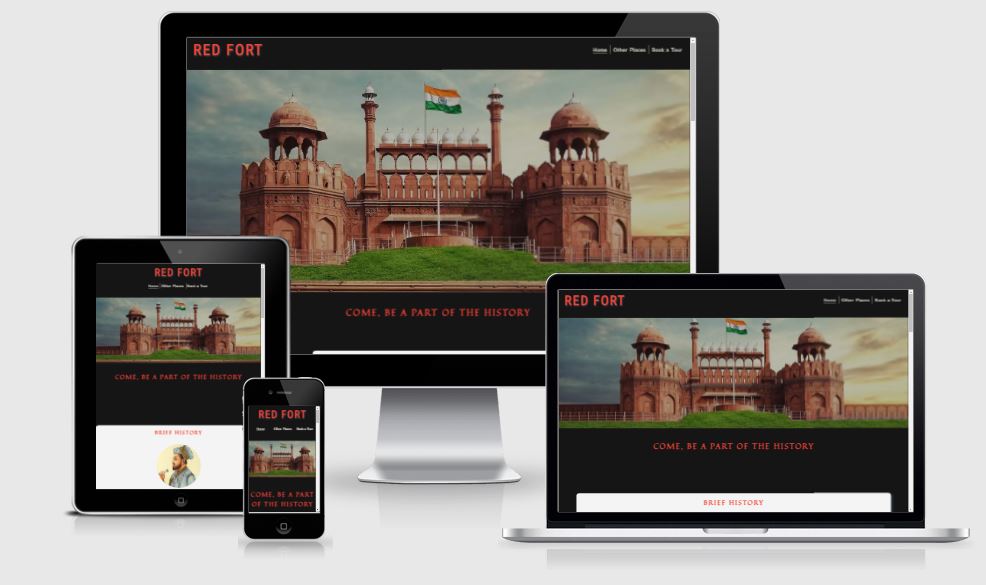 RED FORT
Home Other Places Book a Tour
COME, BE A PART OF THE HISTORY
RED FORT
Home Other Places Book a Tour
COME, BE A PART OF THE HISTORY
BRIEF HISTORY
RED FORT
Home Other Places Book a Tour
COME, BE A PART
OF THE HISTORY
RED FORT
Home Other Places Book a Tour
COME, BE A PART OF THE HISTORY
BRIEF HISTORY